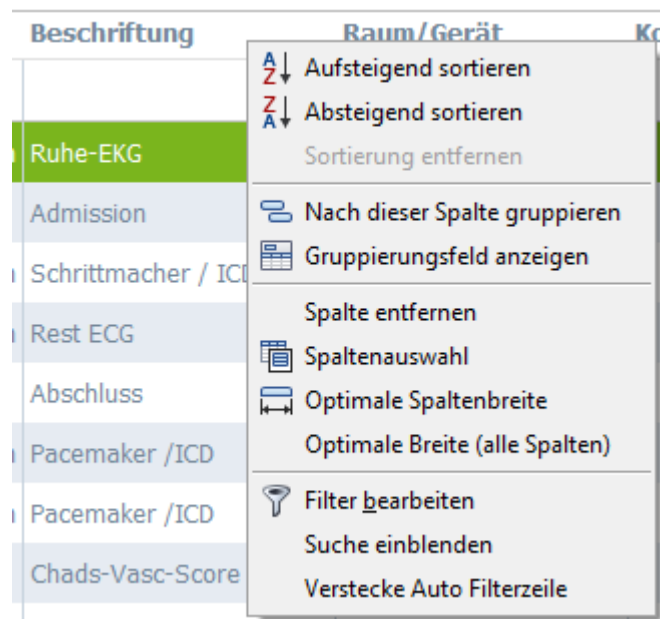 Beschriftung Raum/Gerät
Aufsteigend sortieren
Absteigend sortieren
Ruhe-EKG Sortierung entfernen
Admission Nach dieser Spalte gruppieren
Gruppierungsfeld anzeigen
Schrittmacher /
Spalte entfernen
Rest ECG
Spaltenauswahl
Abschluss Optimale Spaltenbreite
Optimale Breite (alle Spalten)
Pacemaker /ICD
Filter bearbeiten
Pacemaker /ICD
Suche einblenden
Chads-Vasc-Score Verstecke Auto Filterzeile